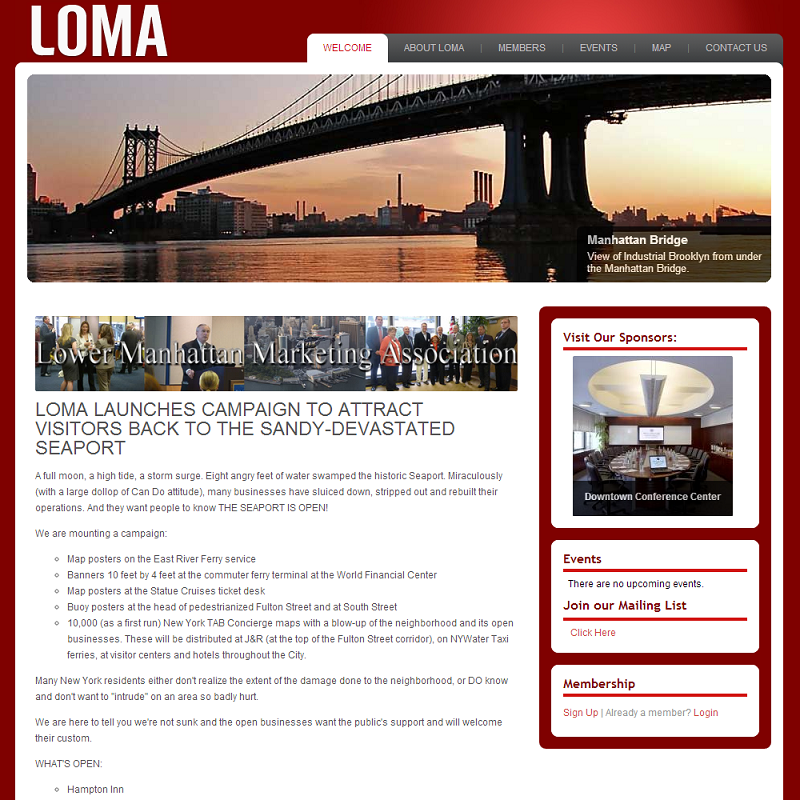 LOMA
WELCOME | ABOUT LOMA | MEMBERS | EVENTS | MAP | CONTACT US
Manhattan Bridge
View of Industrial Brooklyn from under
the Manhattan Bridge.
Lower Manhattan Marketing Association
LOMA LAUNCHES CAMPAIGN TO ATTRACT
VISITORS BACK TO THE SANDY-DEVASTATED
SEAPORT
A full moon, a high tide, a storm surge. Eight angry feet of water swamped the historic Seaport. Miraculously
(with a large dollop of Can Do attitude), many businesses have sluiced down, stripped out and rebuilt their
operations. And they want people to know THE SEAPORT IS OPEN!
We are mounting a campaign:
Map posters on the East River Ferry service
Banners 10 feet by 4 feet at the commuter ferry terminal at the World Financial Center
Map posters at the Statue Cruises ticket desk
Buoy posters at the head of pedestrianized Fulton Street and at South Street
10,000 (as a first run) New York TAB Concierge maps with a blow-up of the neighborhood and its open
businesses. These will be distributed at J&R (at the top of the Fulton Street corridor), on NYWater Taxi
ferries, at visitor centers and hotels throughout the City.
Many New York residents either don't realize the extent of the damage done to the neighborhood, or DO know
and don't want to "intrude" on an area so badly hurt.
We are here to tell you we're not sunk and the open businesses want the public's support and will welcome
their custom.
WHAT'S OPEN:
Hampton Inn
Visit Our Sponsors:
Downtown Conference Center
Events
There are no upcoming events.
Join our Mailing List
Click Here
Membership
Sign Up | Already a member? Login